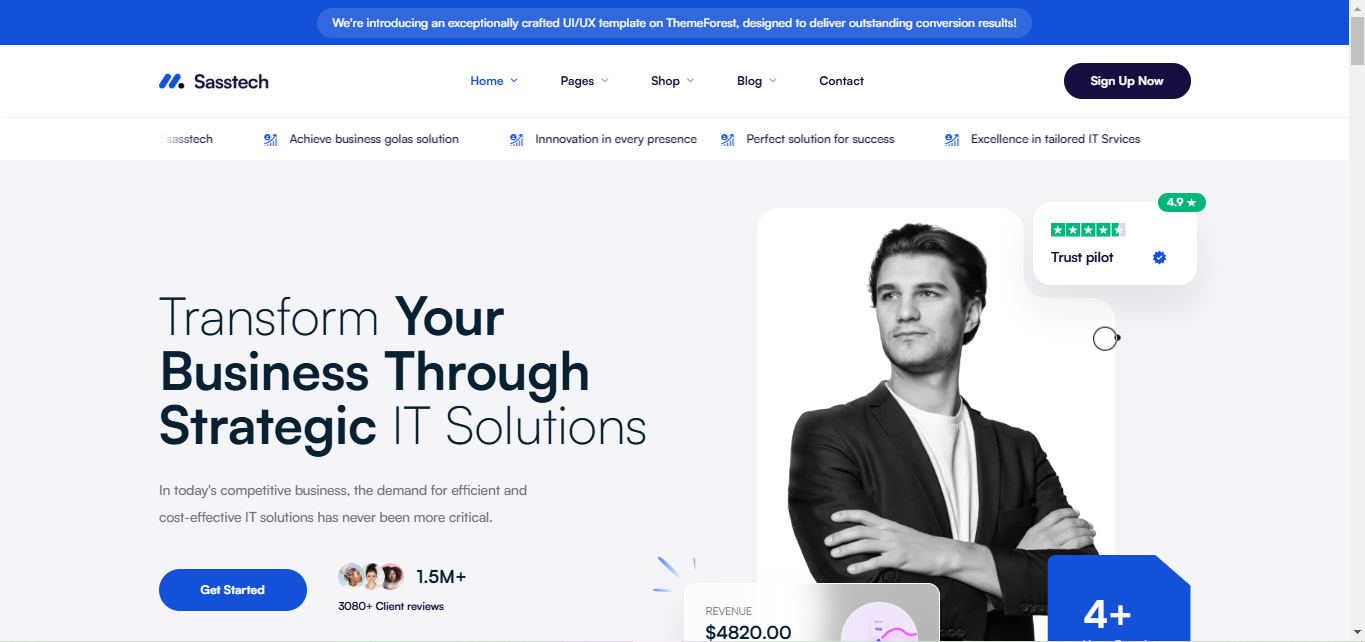 We're introducing an exceptionally crafted UI/UX template on ThemeForest, designed to deliver outstanding conversion results!
Sasstech
Home
Pages
Shop
Blog
Contact
Sign Up Now
sasstech
Achieve business golas solution
Innnovation in every presence
Perfect solution for success
Excellence in tailored IT Srvices
4.9
Trust pilot
Transform Your
Business Through
Strategic IT Solutions
In today's competitive business, the demand for efficient and
cost-effective IT solutions has never been more critical.
Get Started
1.5M+
3080+ Client reviews
REVENUE
$4820.00
4+